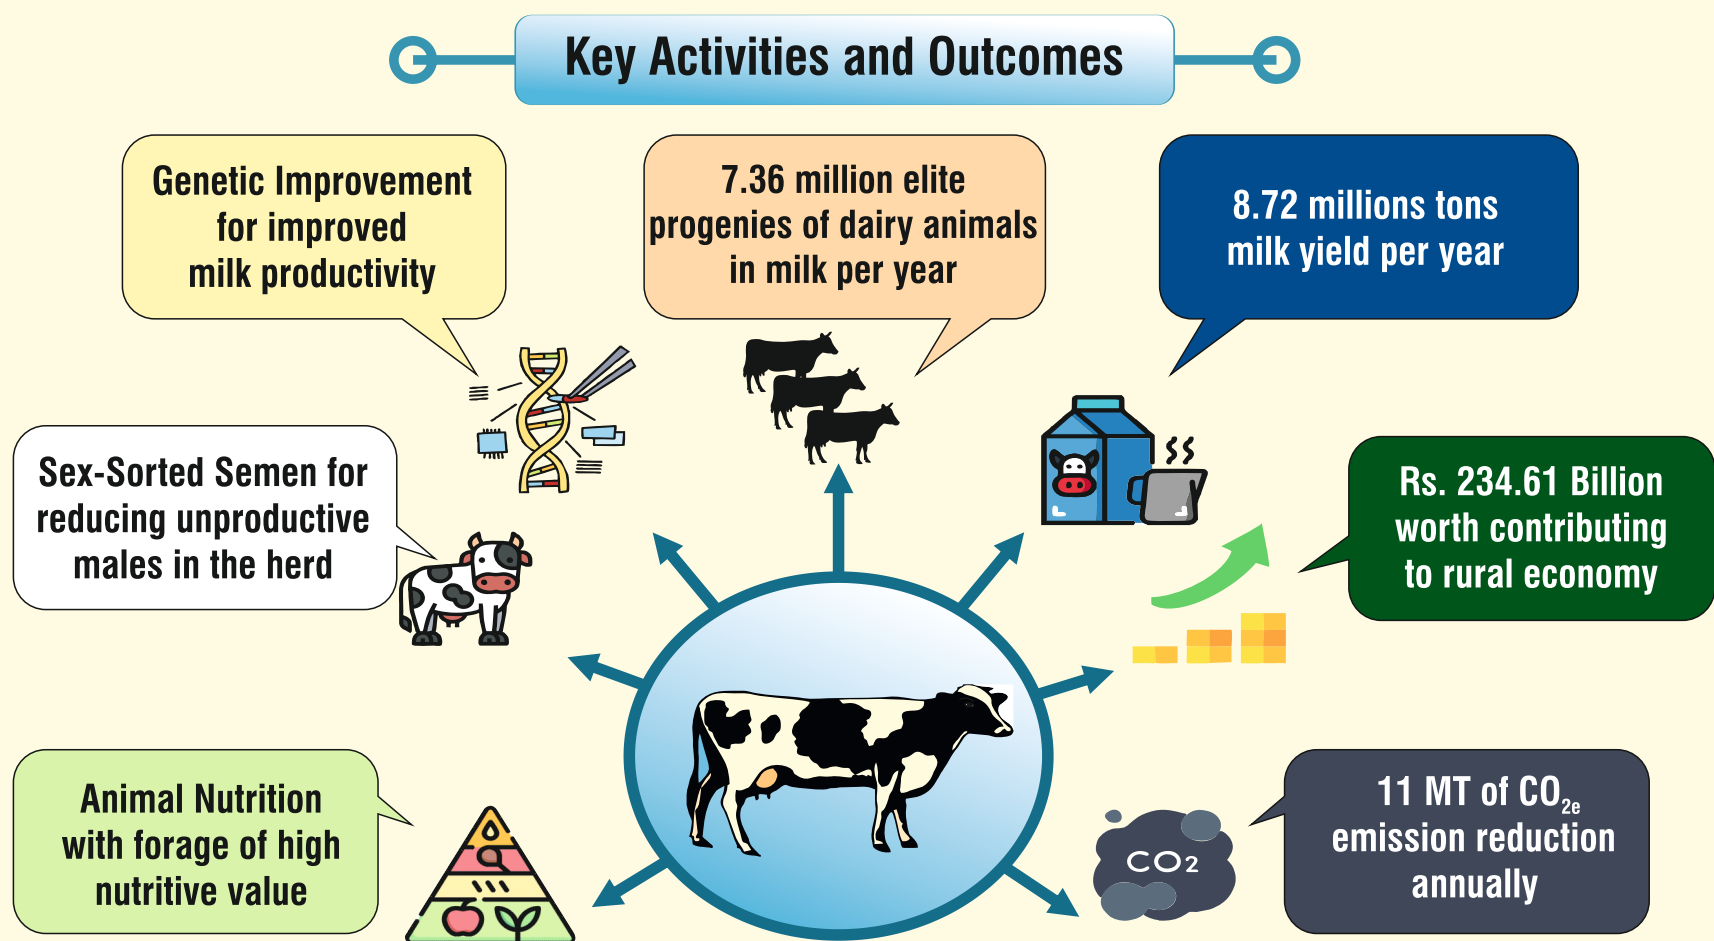 Key Activities and Outcomes
Genetic Improvement
for improved
milk productivity
7.36 million elite
progenies of dairy animals
in milk per year
8.72 millions tons
milk yield per year
Sex-Sorted Semen for
reducing unproductive
males in the herd
Rs. 234.61 Billion
worth contributing
to rural economy
Animal Nutrition
with forage of high
nutritive value
CO2
11 MT of CO2e
emission reduction
annually